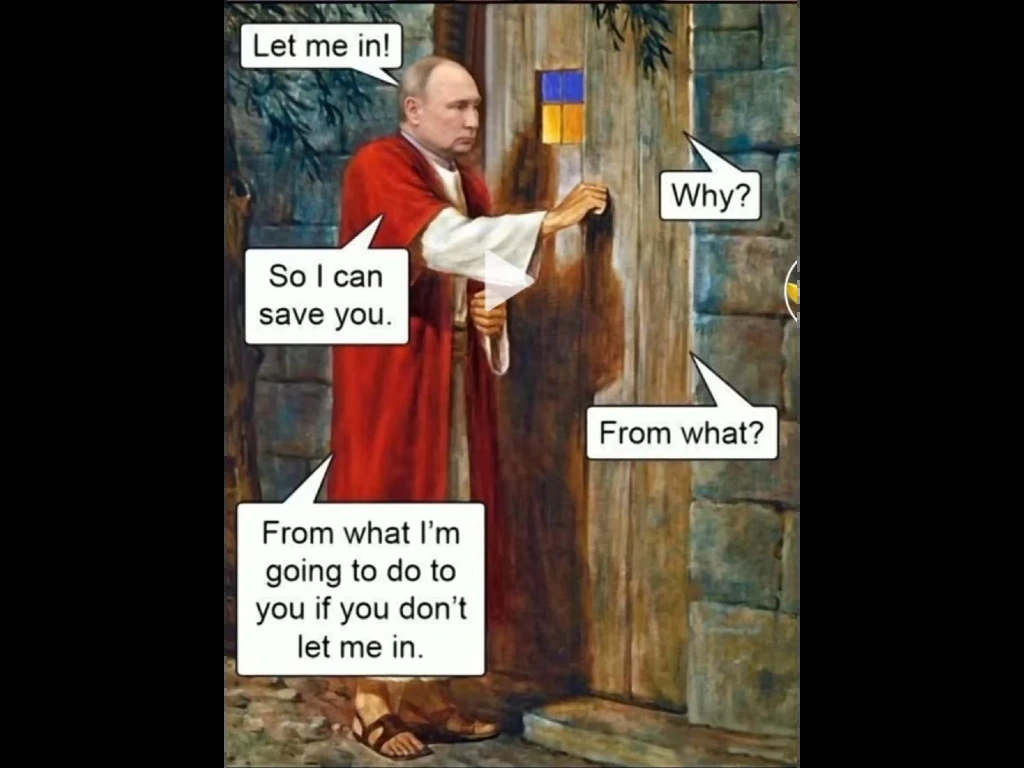 Let me in!
Why?
So I can
save you.
From what?
From what I’m
going to do to
you if you don’t
let me in.